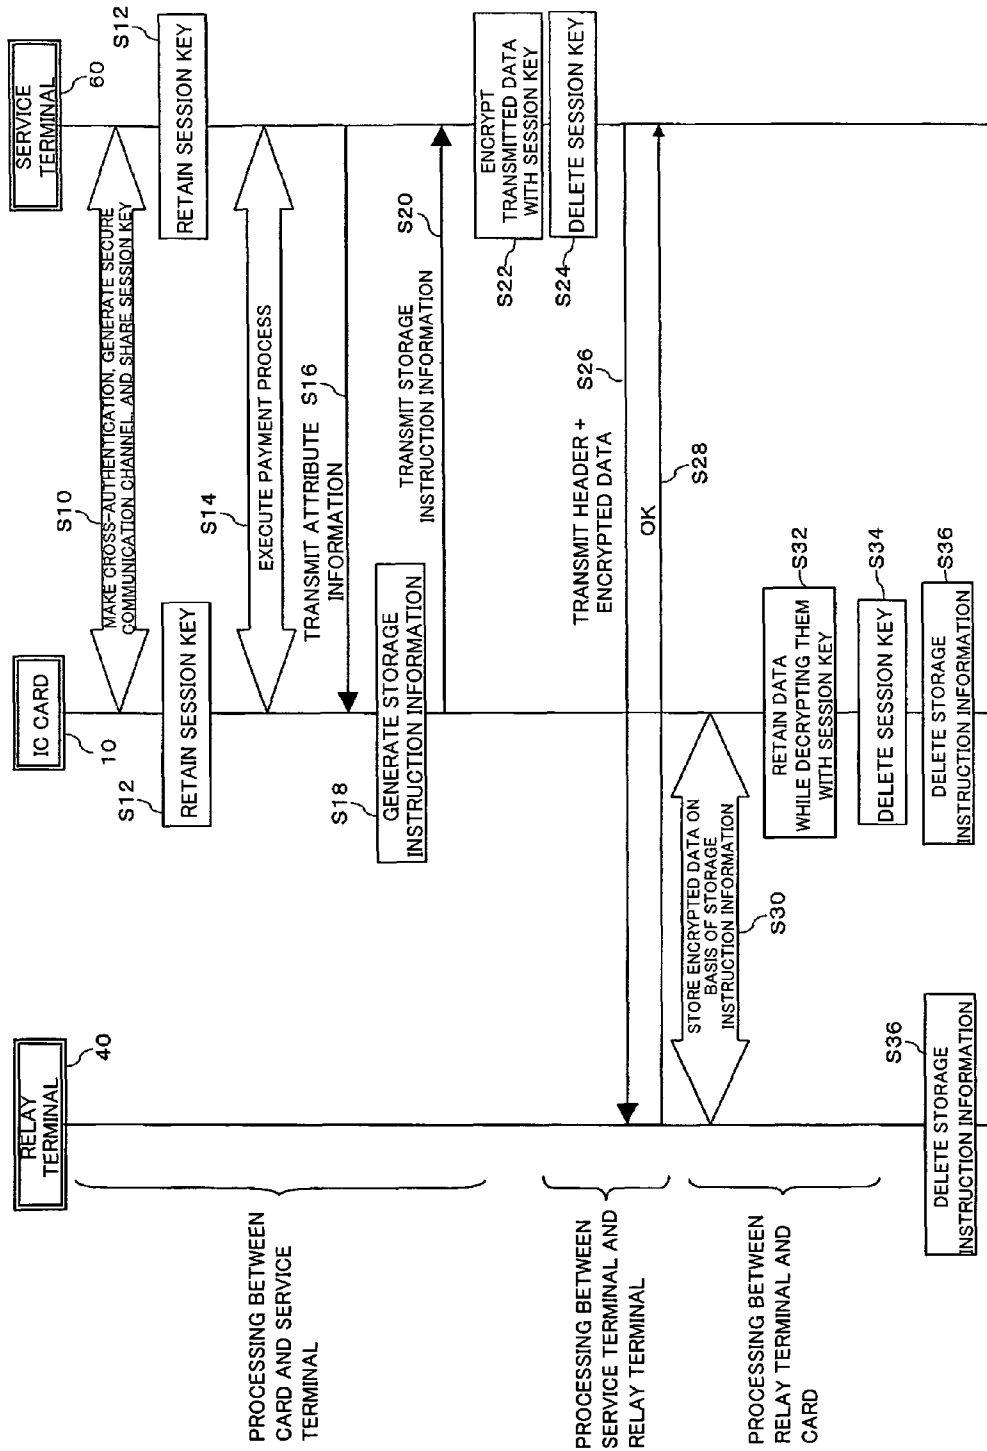 SERVICE
TERMINAL
60
IC CARD
10
RELAY
TERMINAL
40
S10
MAKE CROSS-AUTHENTICATION, GENERATE SECURE
COMMUNICATION CHANNEL, AND SHARE SESSION KEY
S12
RETAIN SESSION KEY
S12
RETAIN SESSION KEY
S14
EXECUTE PAYMENT PROCESS
TRANSMIT ATTRIBUTE
INFORMATION
S16
S18
GENERATE STORAGE
INSTRUCTION INFORMATION
TRANSMIT STORAGE
INSTRUCTION INFORMATION
S20
S22
ENCRYPT
TRANSMITTED DATA
WITH SESSION KEY
S24
DELETE SESSION KEY
TRANSMIT HEADER +
ENCRYPTED DATA
S26
OK
S28
STORE ENCRYPTED DATA ON
BASIS OF STORAGE
INSTRUCTION INFORMATION
S30
RETAIN DATA
WHILE DECRYPTING THEM
WITH SESSION KEY
S32
DELETE SESSION KEY
S34
DELETE STORAGE
INSTRUCTION INFORMATION
S36
S36
DELETE STORAGE
INSTRUCTION INFORMATION
PROCESSING BETWEEN
CARD AND SERVICE
TERMINAL
PROCESSING BETWEEN
SERVICE TERMINAL AND
RELAY TERMINAL
PROCESSING BETWEEN
RELAY TERMINAL AND
CARD